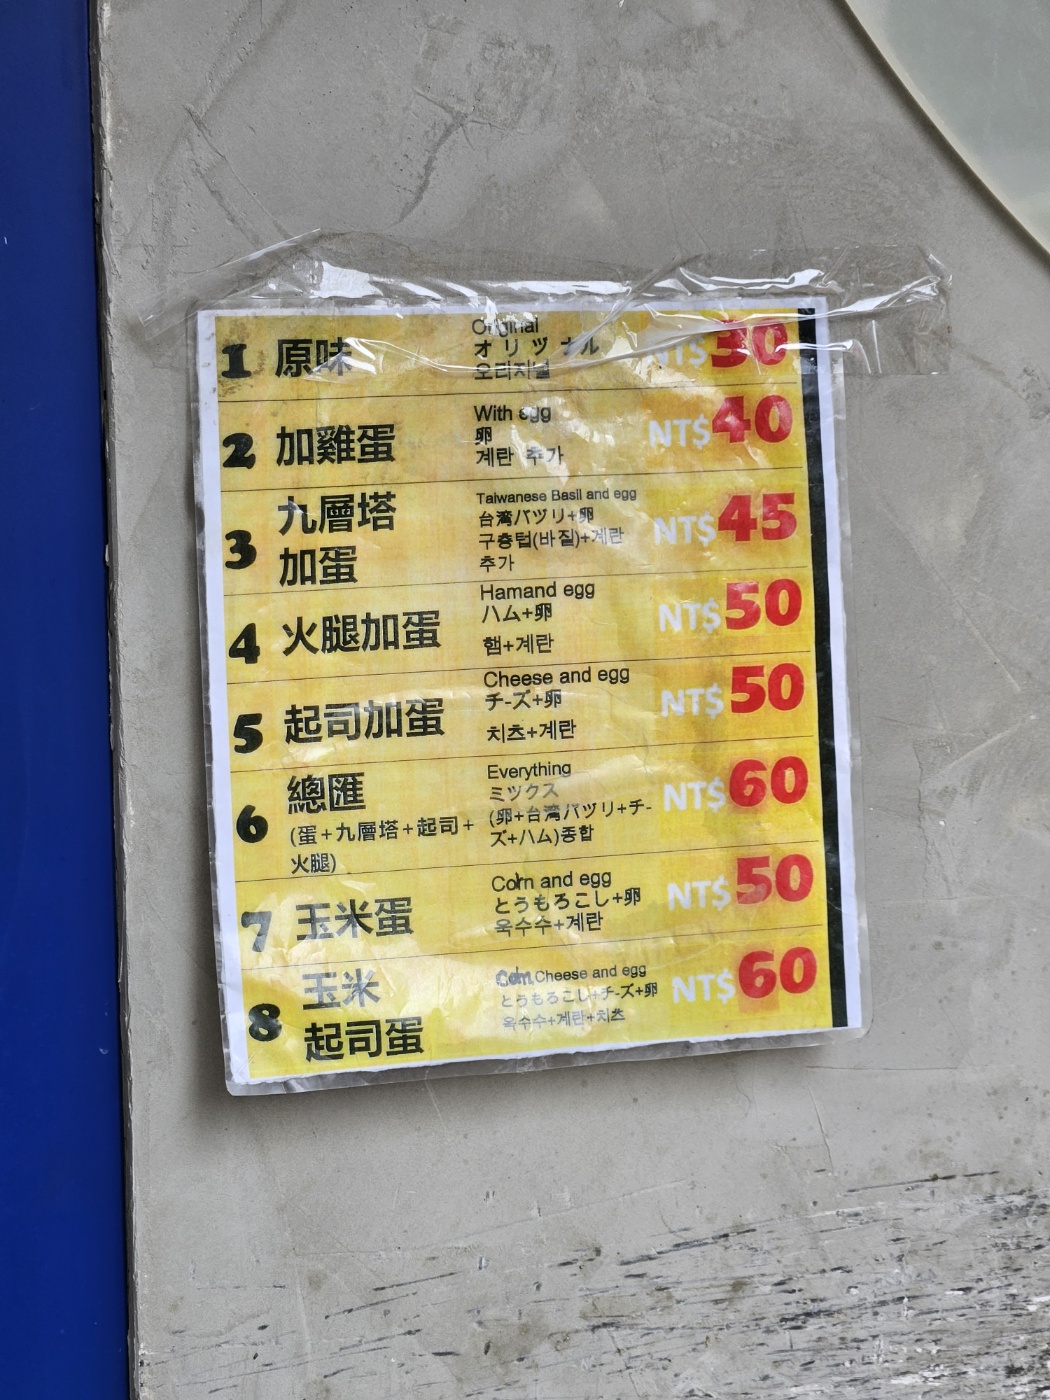 1 原味
Original
オリヅナル
오리지널
NT$30
2 加雞蛋
With egg
卵
계란 추가
NT$40
3 九層塔
加蛋
Taiwanese Basil and egg
台湾バツリ+卵
구층텁(바질)+계란
추가
NT$45
4 火腿加蛋
Hamand egg
ハム+卵
햄+계란
NT$50
5 起司加蛋
Cheese and egg
チ-ズ+卵
치츠+계란
NT$50
6 總匯
(蛋+九層塔+起司+
火腿)
Everything
ミックス
(卵+台湾バツリ+チ-
ズ+ハム)종합
NT$60
7 玉米蛋
Corn and egg
とうもろこし+卵
옥수수+계란
NT$50
8 玉米
起司蛋
Corn,Cheese and egg
とうもろこし+チ-ズ+卵
옥수수+계란+치츠
NT$60